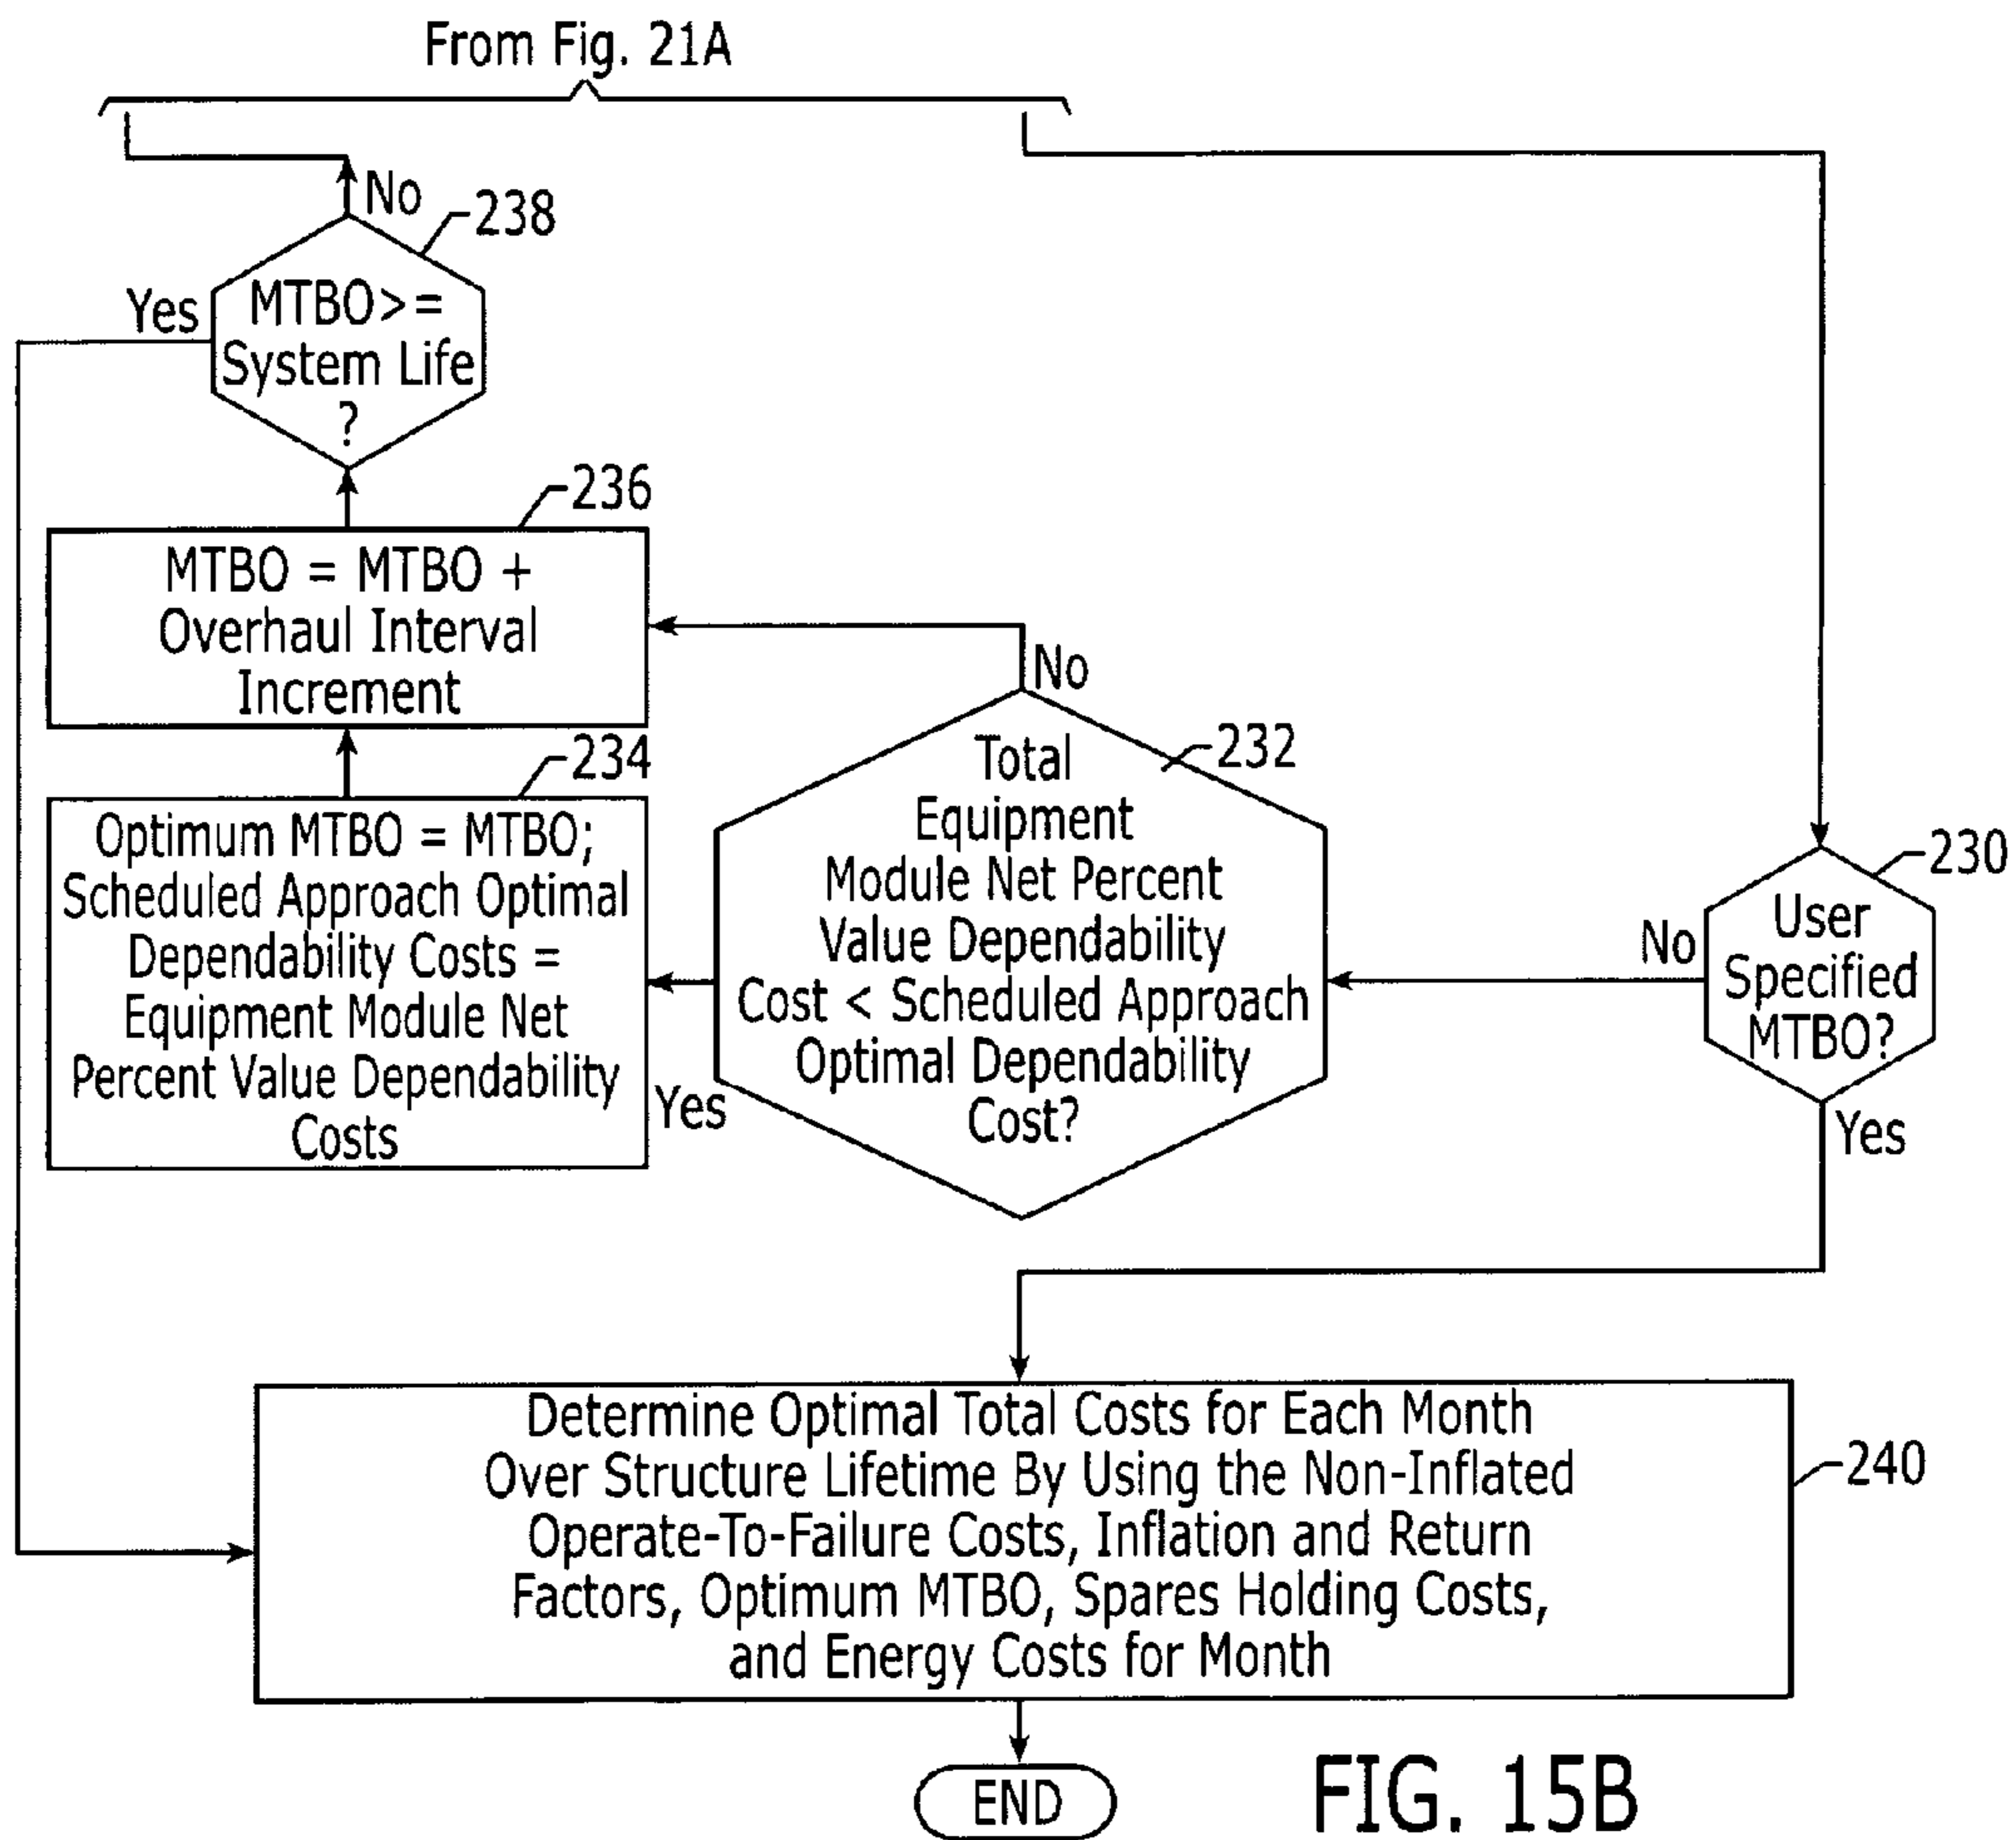 From Fig. 21A
No
238
Yes
MTBO>=
System Life
?
236
MTBO = MTBO +
Overhaul Interval
Increment
No
234
232
Optimum MTBO = MTBO;
Scheduled Approach Optimal
Dependability Costs =
Equipment Module Net
Percent Value Dependability
Costs
Yes
Total
Equipment
Module Net Percent
Value Dependability
Cost < Scheduled Approach
Optimal Dependability
Cost?
No
230
User
Specified
MTBO?
Yes
Determine Optimal Total Costs for Each Month
Over Structure Lifetime By Using the Non-Inflated
Operate-To-Failure Costs, Inflation and Return
Factors, Optimum MTBO, Spares Holding Costs,
and Energy Costs for Month
240
END
FIG. 15B